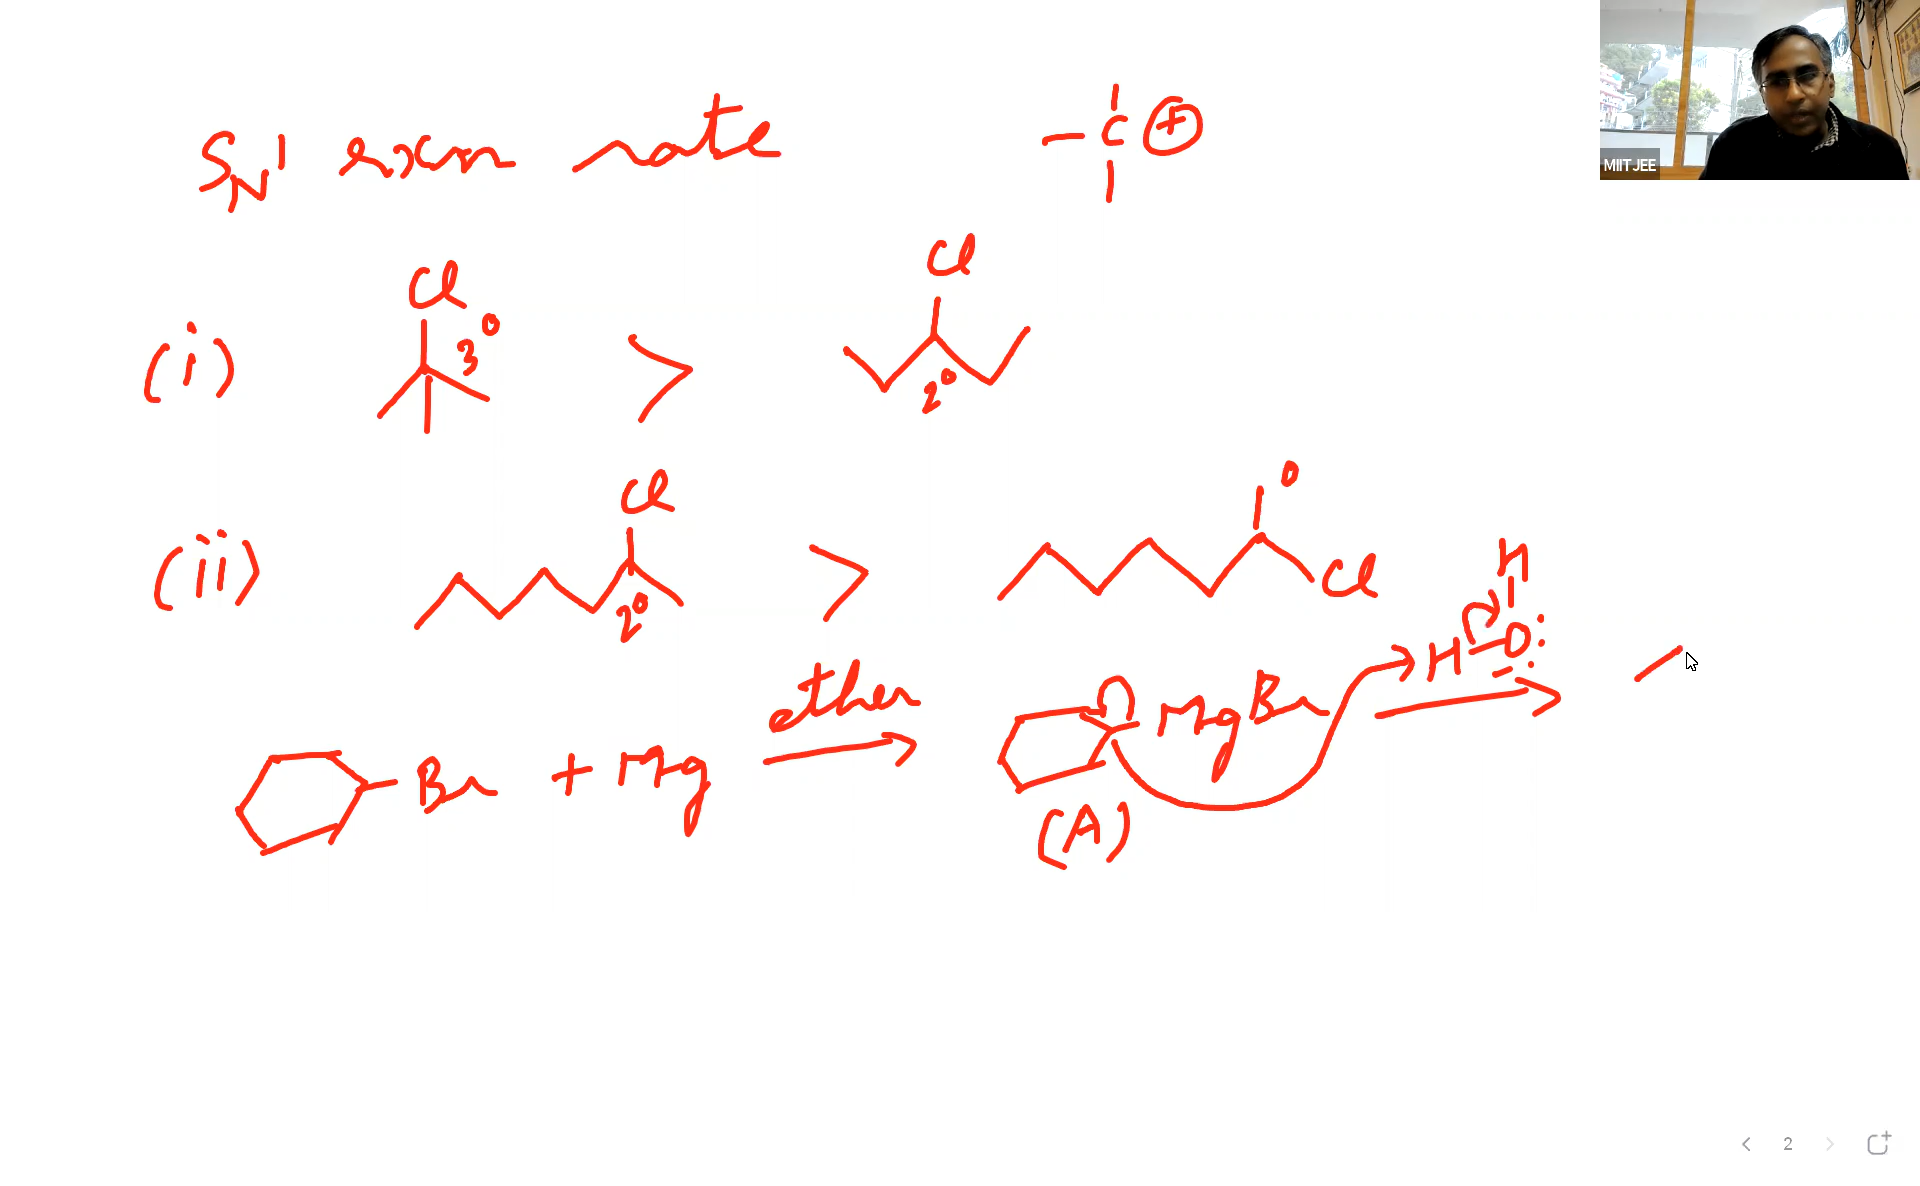 SN1 rxn rate
C +
MIIT JEE
(i) Cl 3° > Cl 2°
(ii) Cl 2° > 1° Cl
Br + Mg ether → MgBr H-O: H →
(A)
2